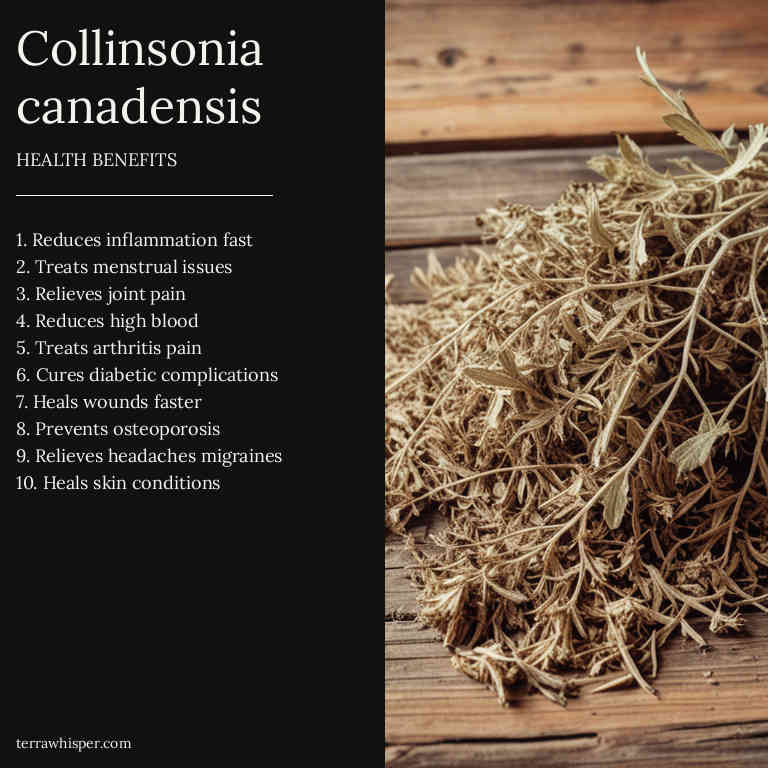 Collinsonia
canadensis
HEALTH BENEFITS
1. Reduces inflammation fast
2. Treats menstrual issues
3. Relieves joint pain
4. Reduces high blood
5. Treats arthritis pain
6. Cures diabetic complications
7. Heals wounds faster
8. Prevents osteoporosis
9. Relieves headaches migraines
10. Heals skin conditions
terrawhisper.com